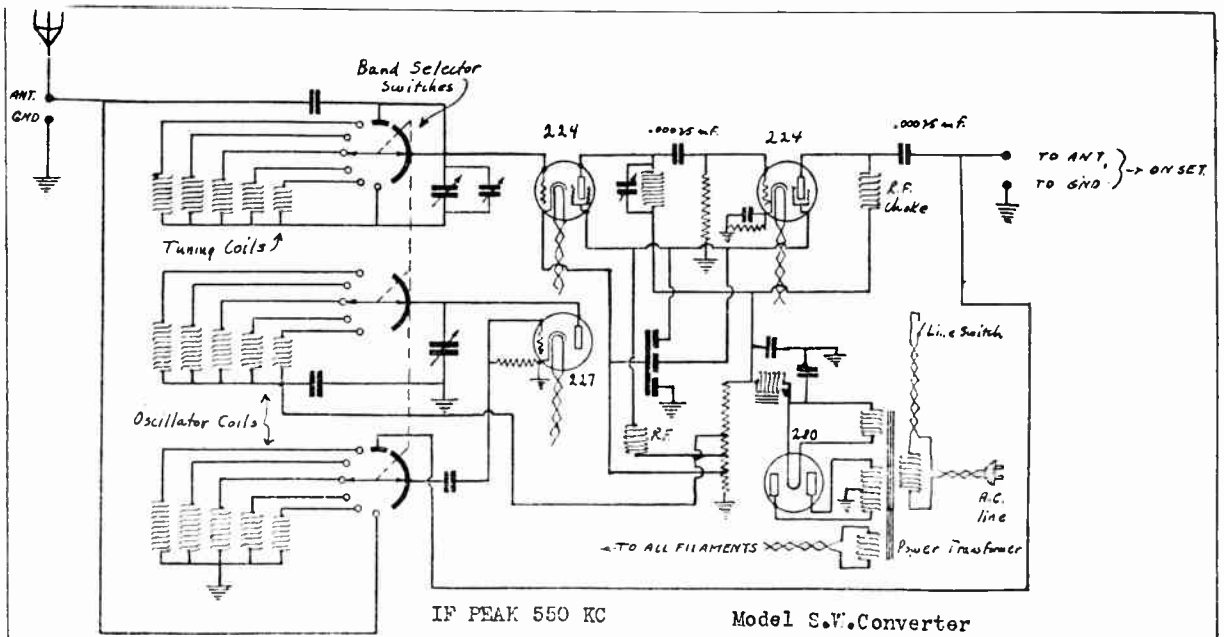 Band Selector
Switches
ANT.
GND
224
.00025 mf.
224
.00025 mf.
TO ANT.
TO GND.
→ ON SET.
R.F.
Choke
Tuning Coils
Line Switch
227
Oscillator Coils
R.F.
280
A.C.
line
TO ALL FILAMENTS
Power Transformer
IF PEAK 550 KC
Model S.W.Converter